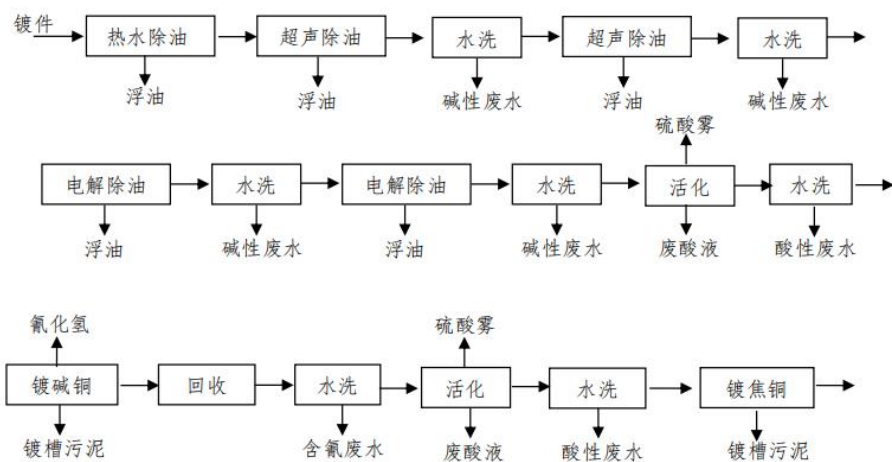 镀件
热水除油 超声除油 水洗 超声除油 水洗
浮油 浮油 碱性废水 浮油 碱性废水
硫酸雾
电解除油 水洗 电解除油 水洗 活化 水洗
浮油 碱性废水 浮油 碱性废水 废酸液 酸性废水
氰化氢 硫酸雾
镀碱铜 回收 水洗 活化 水洗 镀焦铜
镀槽污泥 含氰废水 废酸液 酸性废水 镀槽污泥